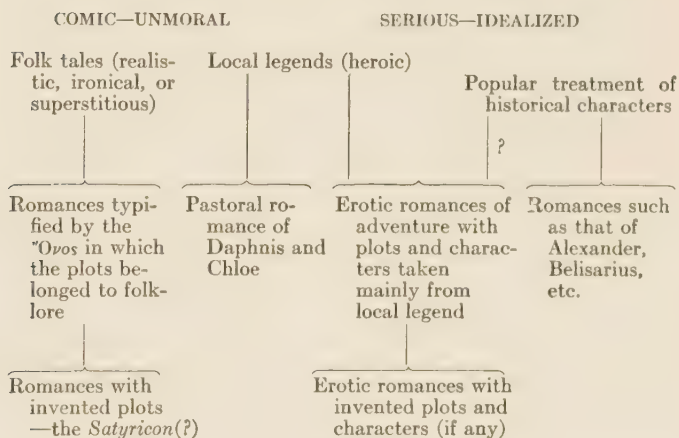 COMIC—UNMORAL
SERIOUS—IDEALIZED
Folk tales (realis-
tic, ironical, or
superstitious)
Local legends (heroic)
Popular treatment of
historical characters
?
Romances typi-
fied by the
Ὄνος in which
the plots be-
longed to folk-
lore
Pastoral ro-
mance of
Daphnis and
Chloe
Erotic romances of
adventure with
plots and charac-
ters taken
mainly from
local legend
Romances such
as that of
Alexander,
Belisarius,
etc.
Romances with
invented plots
—the Satyricon(?)
Erotic romances with
invented plots and
characters (if any)